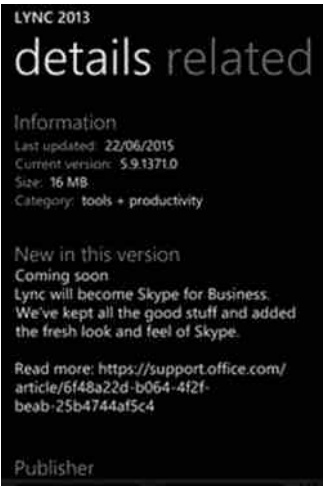 LYNC 2013
details related
Information
Last updated: 22/06/2015
Current version: 5.9.1371.0
Size: 16 MB
Category: tools + productivity
New in this version
Coming soon
Lync will become Skype for Business.
We've kept all the good stuff and added
the fresh look and feel of Skype.
Read more: https://support.office.com/
article/6f48a22d-b064-4f2f-
beab-25b4744af5c4
Publisher